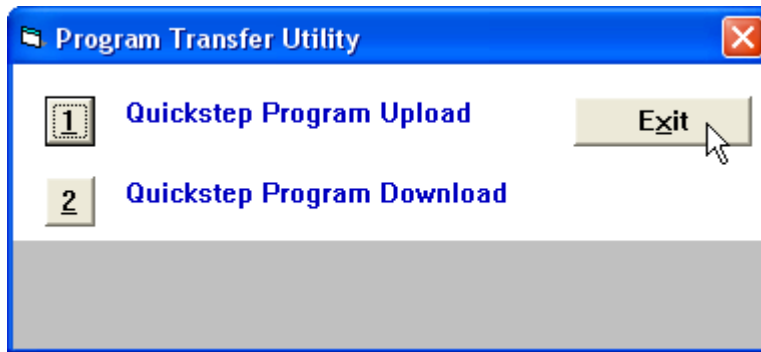 Program Transfer Utility
1 Quickstep Program Upload Exit
2 Quickstep Program Download